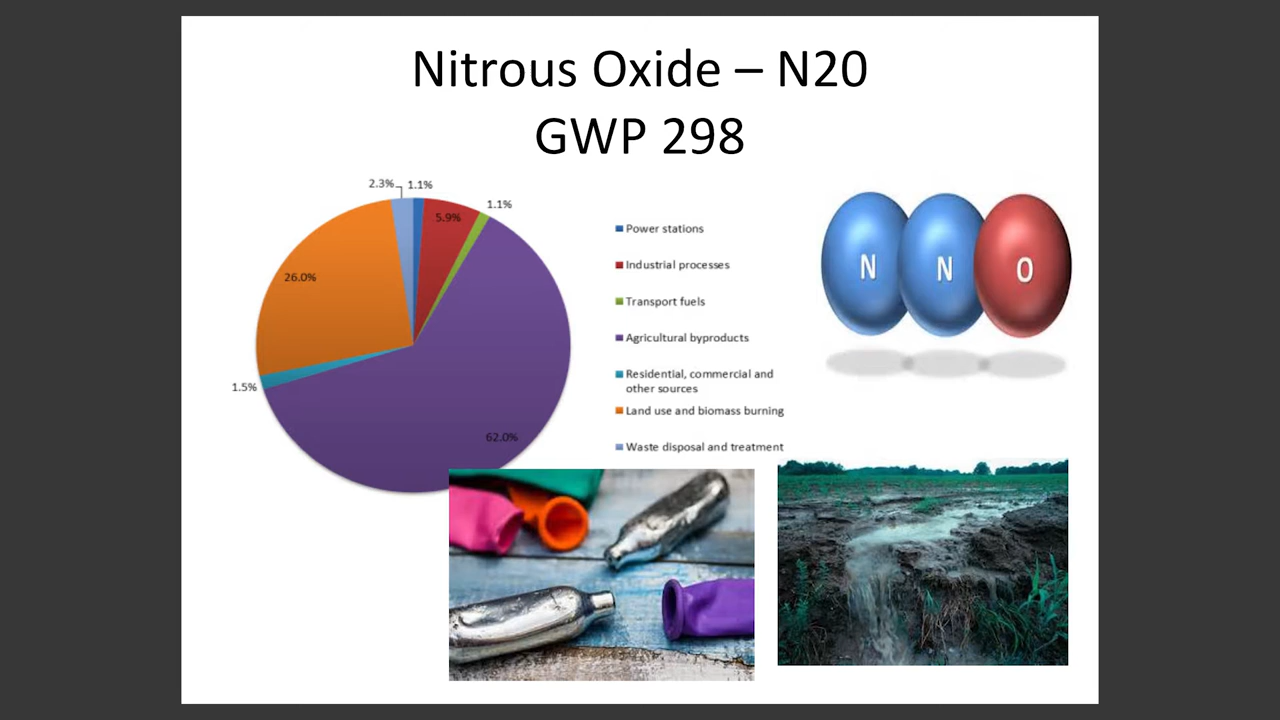 Nitrous Oxide – N20
GWP 298
2.3%
1.1%
1.1%
5.9%
26.0%
1.5%
62.0%
Power stations
Industrial processes
Transport fuels
Agricultural byproducts
Residential, commercial and
other sources
Land use and biomass burning
Waste disposal and treatment
N
N
O